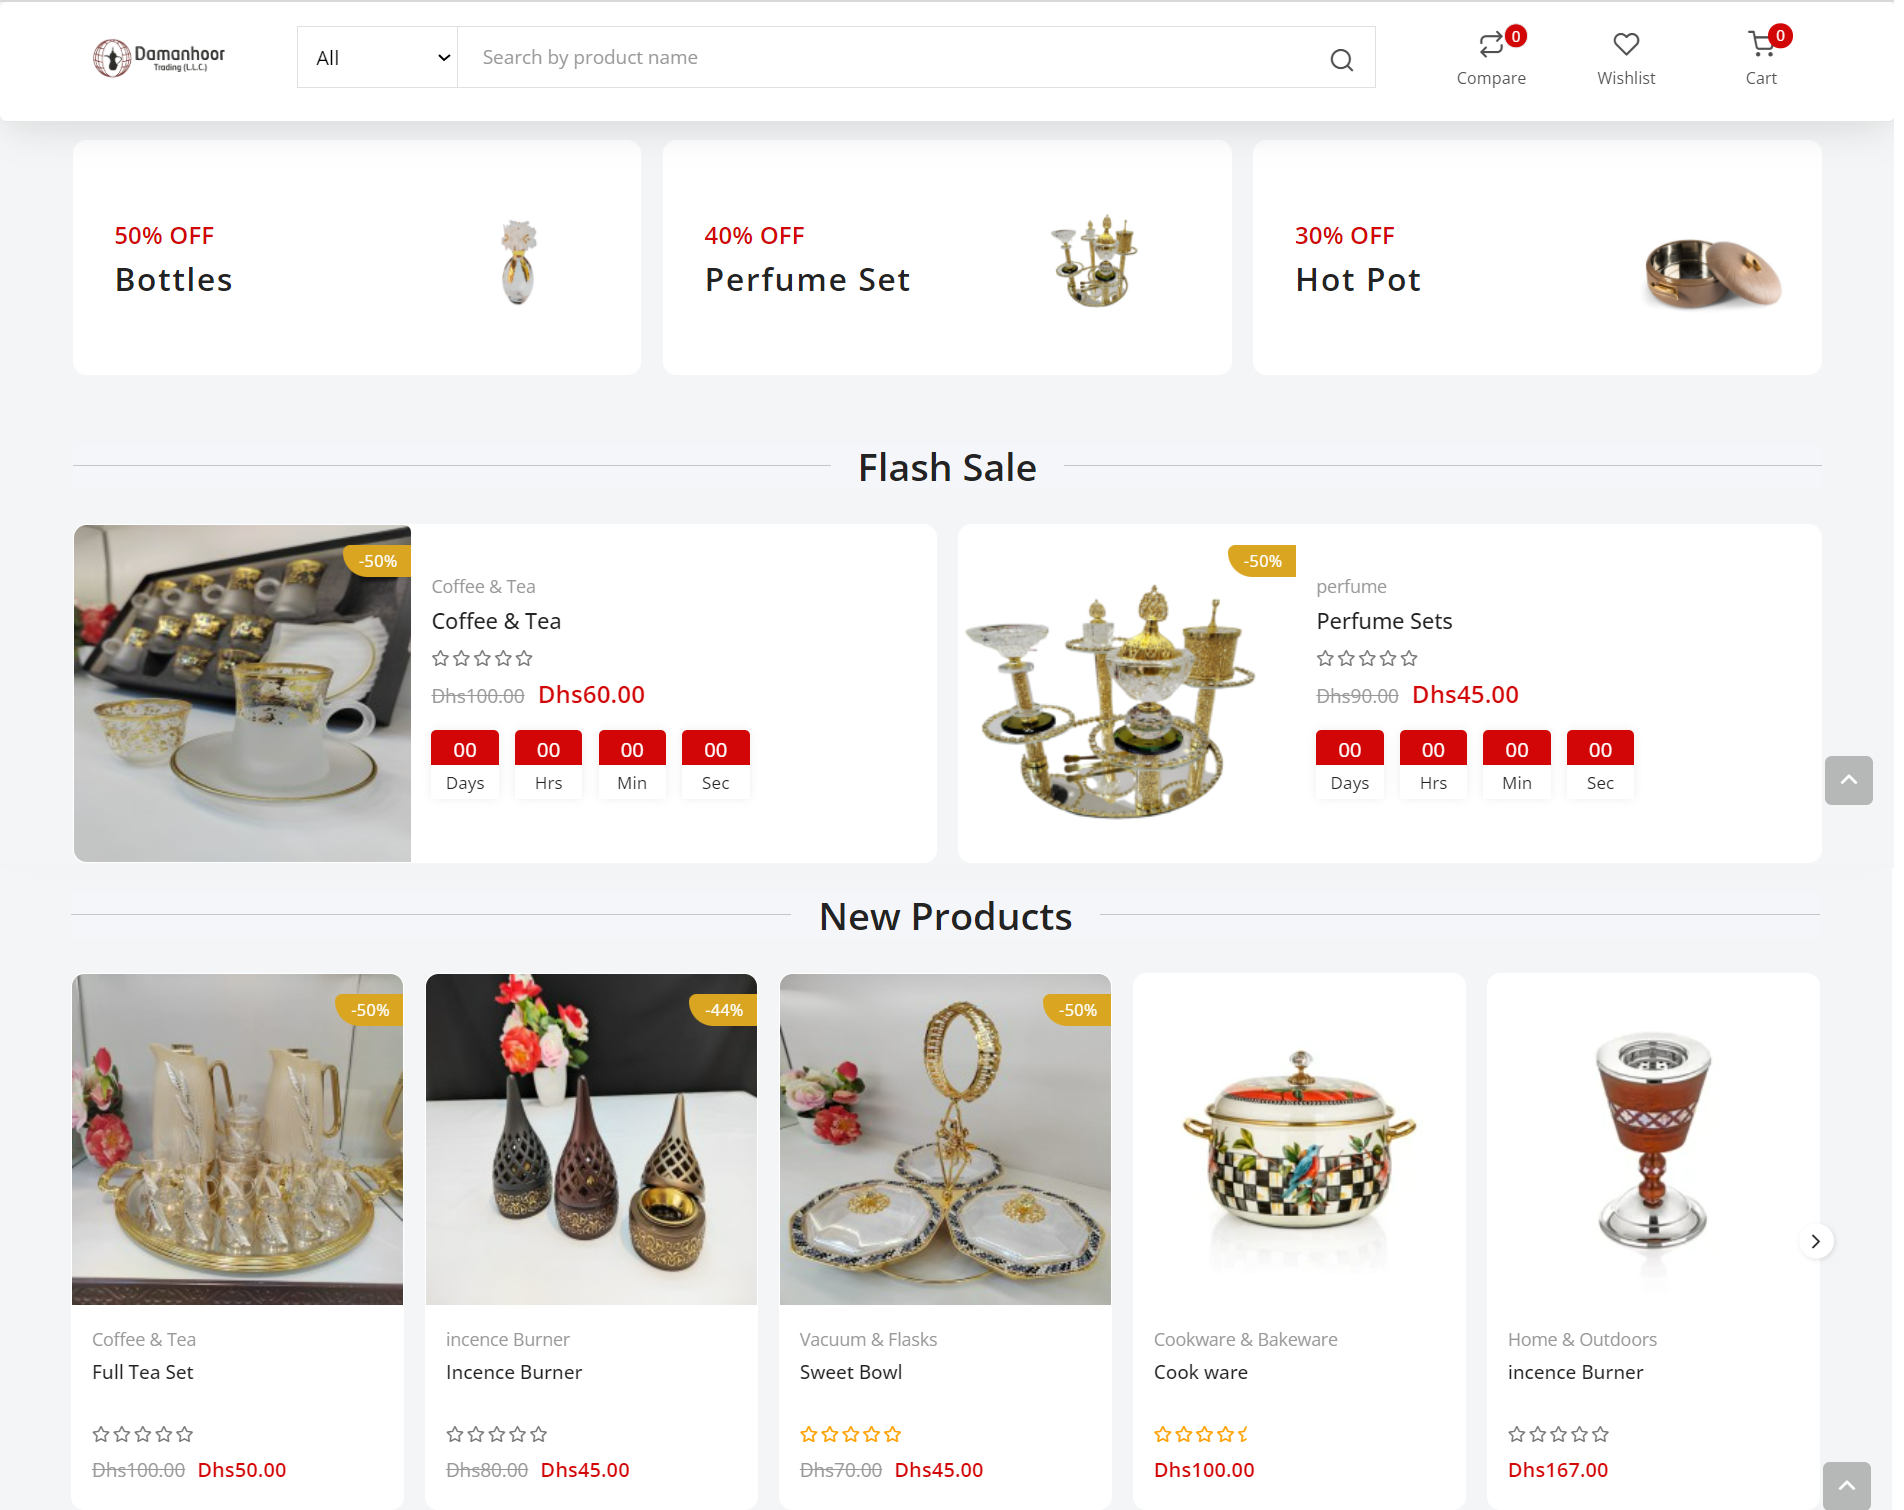 Damanhoor
Trading (L.L.C.)
All
Search by product name
0
Compare
Wishlist
0
Cart
50% OFF
Bottles
40% OFF
Perfume Set
30% OFF
Hot Pot
Flash Sale
-50%
Coffee & Tea
Coffee & Tea
Dhs100.00 Dhs60.00
00 00 00 00
Days Hrs Min Sec
-50%
perfume
Perfume Sets
Dhs90.00 Dhs45.00
00 00 00 00
Days Hrs Min Sec
New Products
-50%
Coffee & Tea
Full Tea Set
Dhs100.00 Dhs50.00
-44%
incence Burner
Incence Burner
Dhs80.00 Dhs45.00
-50%
Vacuum & Flasks
Sweet Bowl
Dhs70.00 Dhs45.00
Cookware & Bakeware
Cook ware
Dhs100.00
Home & Outdoors
incence Burner
Dhs167.00